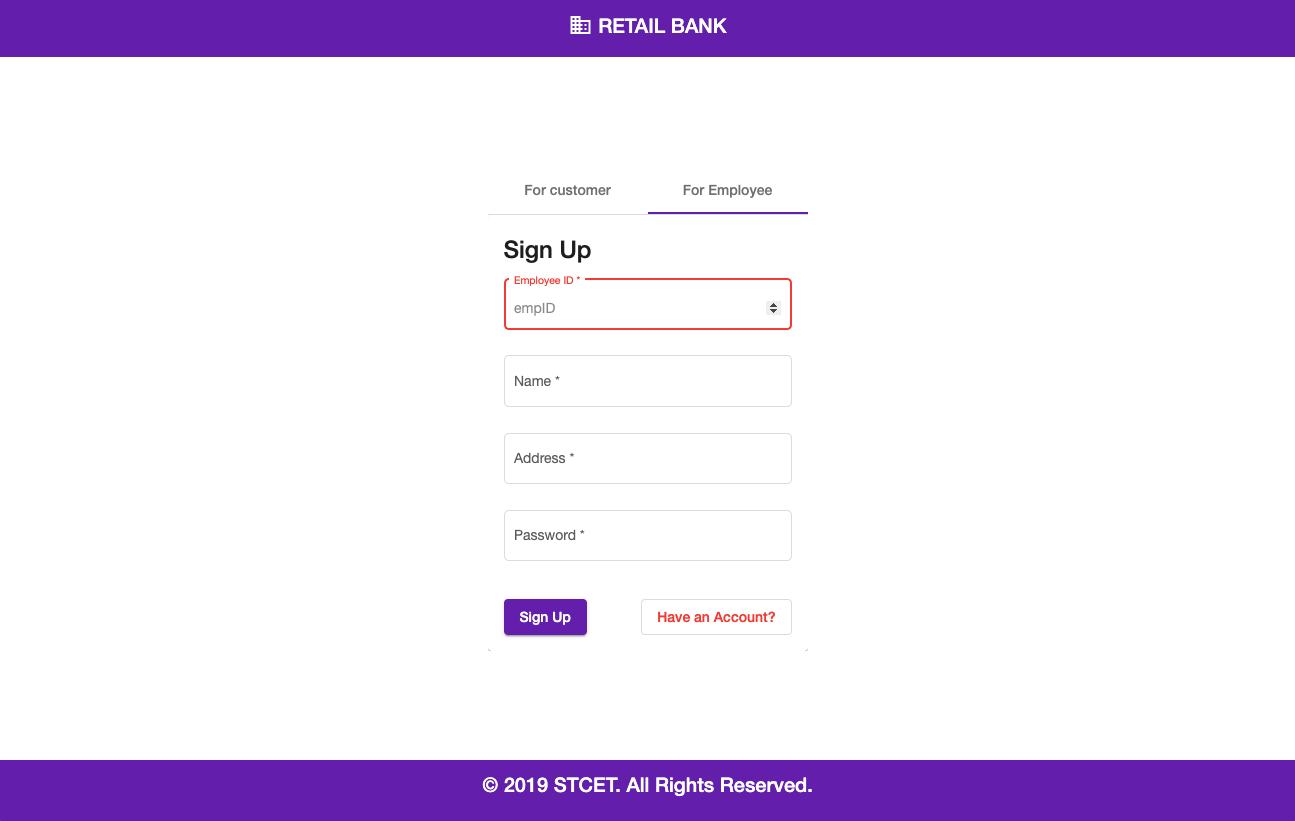 RETAIL BANK
For customer For Employee
Sign Up
Employee ID *
empID
Name *
Address *
Password *
Sign Up Have an Account?
© 2019 STCET. All Rights Reserved.